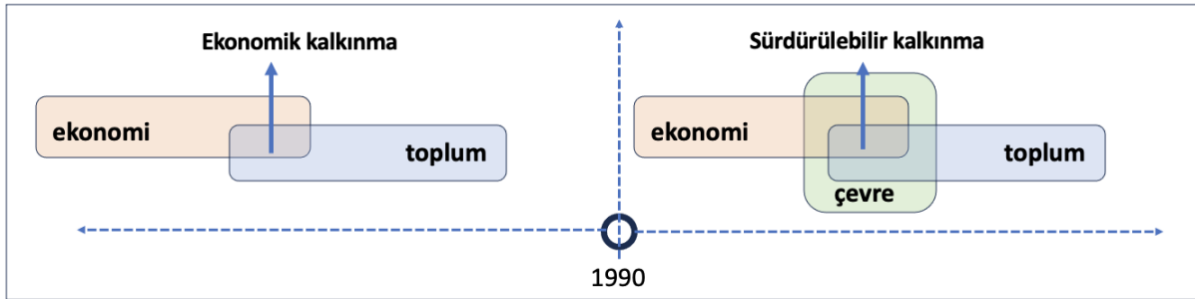 Ekonomik kalkınma
ekonomi
toplum
Sürdürülebilir kalkınma
ekonomi
toplum
çevre
1990